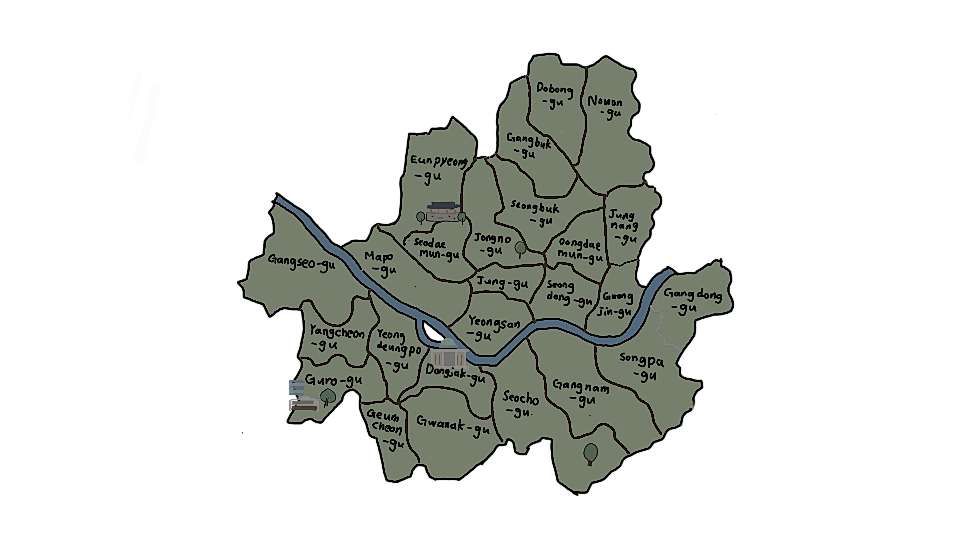 Dobong
-gu
Nowon
-gu
Gangbuk
-gu
Eunpyeong
-gu
Seongbuk
-gu
Jung
nang
-gu
Seodae
mun-gu
Jongno
-gu
Dongdae
mun-gu
Mapo
-gu
Gangseo-gu
Jung-gu
Seong
dong-gu
Gwang
jin-gu
Gangdong
-gu
Yangcheon
-gu
Yeong
deungpo
-gu
Yeongsan
-gu
Songpa
-gu
Guro-gu
Dongjak-gu
Seocho
-gu
Gangnam
-gu
Geum
cheon
-gu
Gwanak-gu